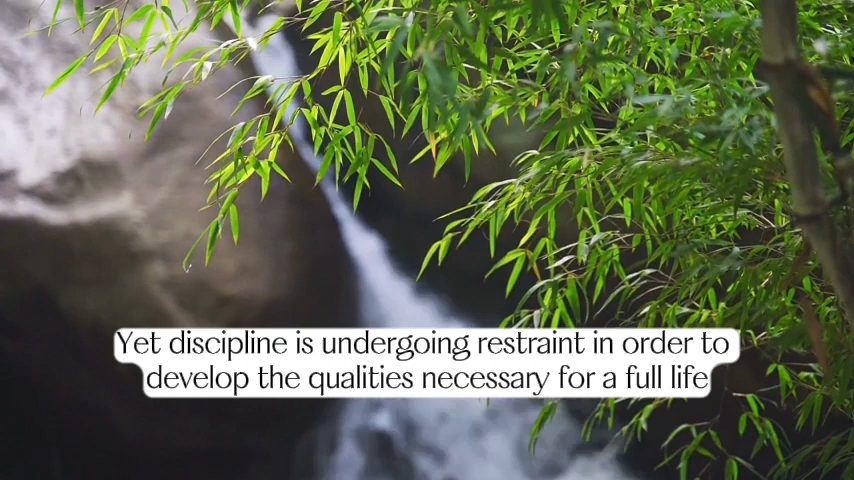 Yet discipline is undergoing restraint in order to
develop the qualities necessary for a full life